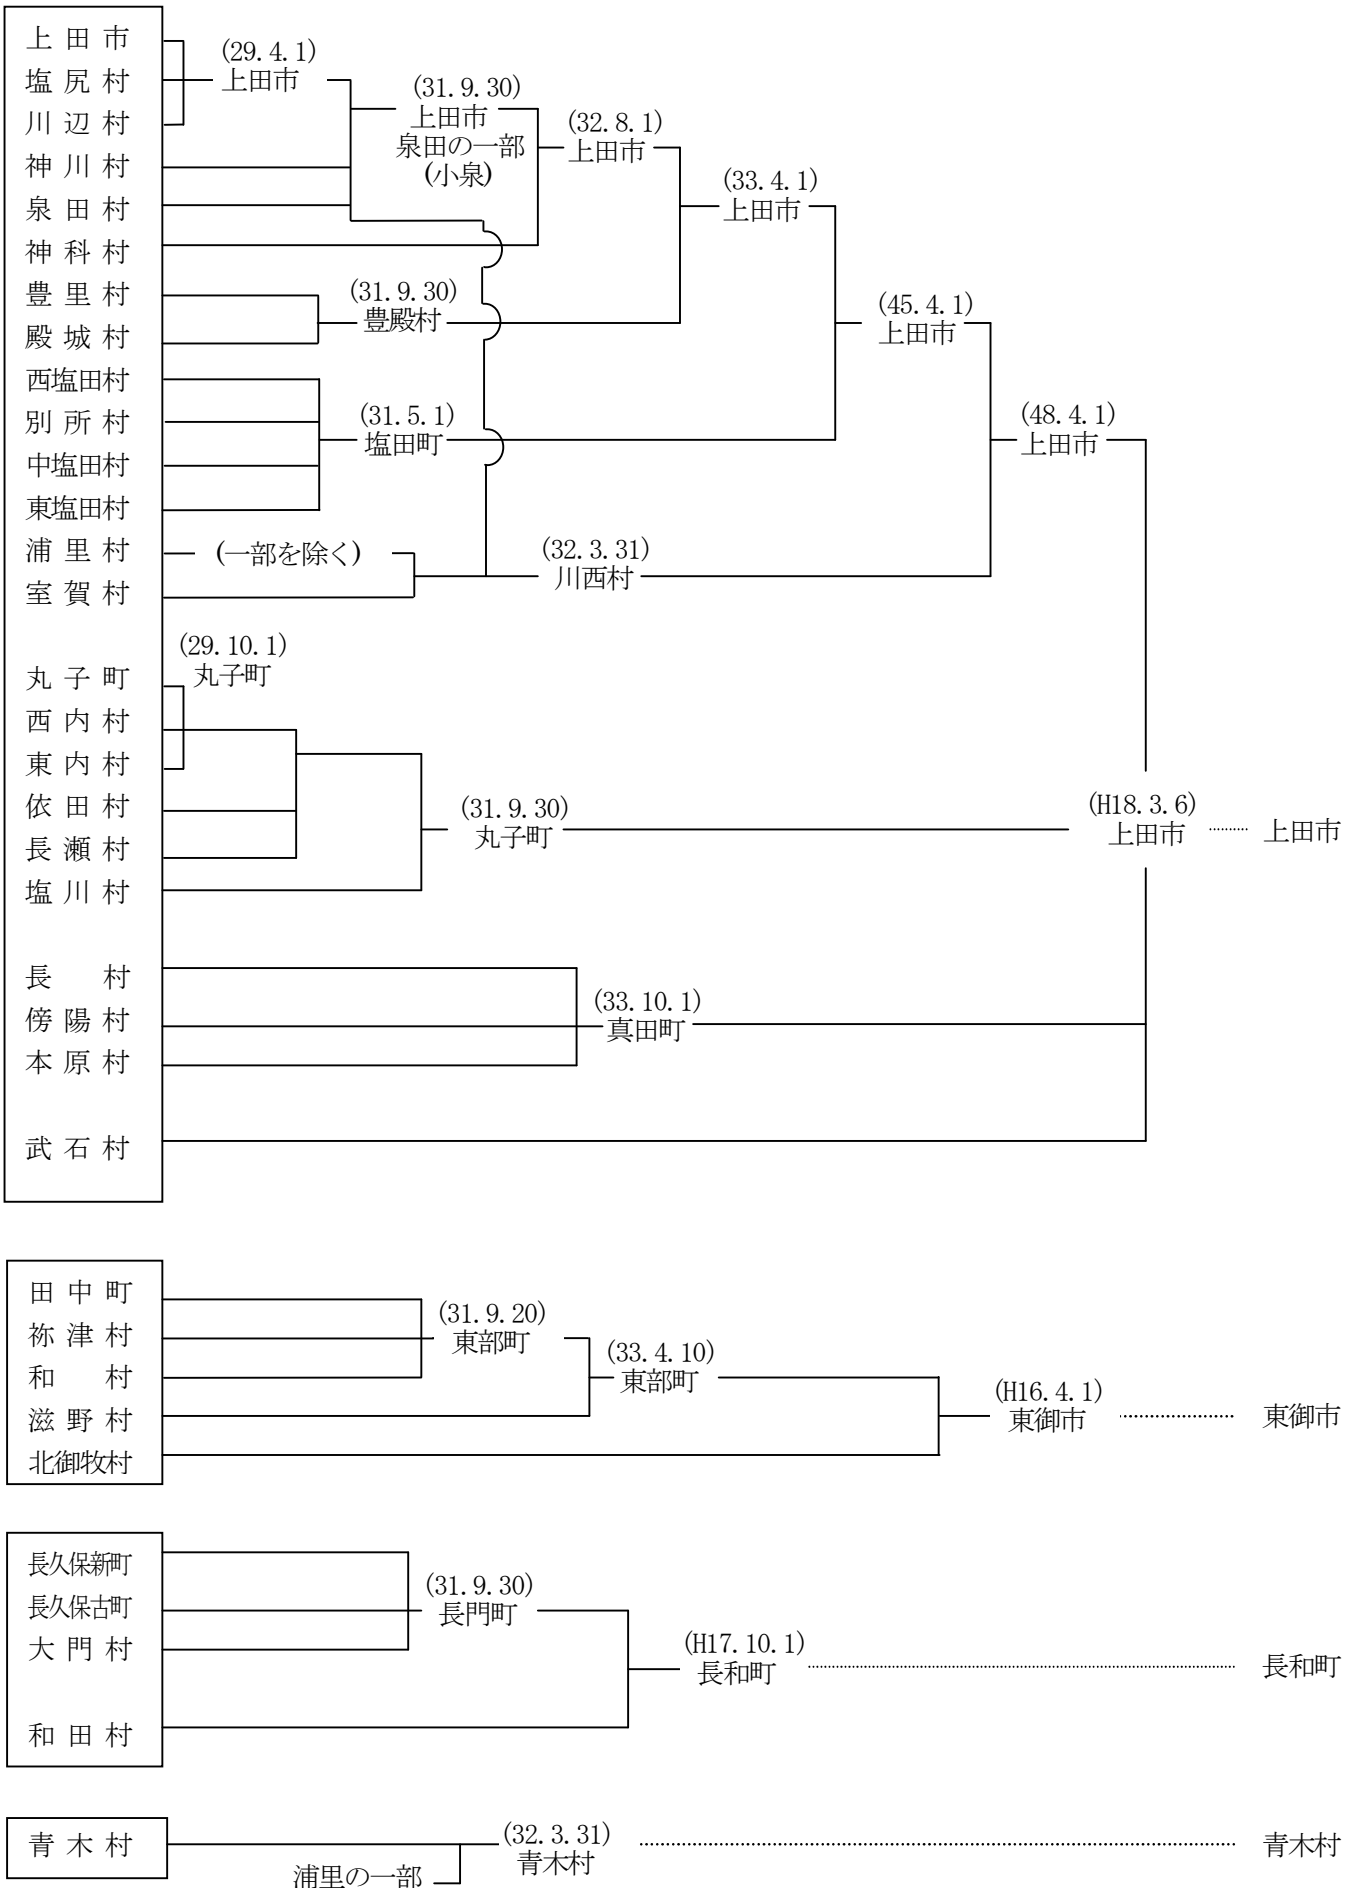 上田市
塩尻村
川辺村
神川村
泉田村
神科村
豊里村
殿城村
西塩田村
別所村
中塩田村
東塩田村
浦里村
室賀村
丸子町
西内村
東内村
依田村
長瀬村
塩川村
長村
傍陽村
本原村
武石村
(29.4.1)
上田市
(31.9.30)
上田市
泉田の一部
(小泉)
(32.8.1)
上田市
(33.4.1)
上田市
(31.9.30)
豊殿村
(45.4.1)
上田市
(31.5.1)
塩田町
(48.4.1)
上田市
(一部を除く)
(32.3.31)
川西村
(29.10.1)
丸子町
(31.9.30)
丸子町
(H18.3.6)
上田市
上田市
(33.10.1)
真田町
田中町
祢津村
和村
滋野村
北御牧村
(31.9.20)
東部町
(33.4.10)
東部町
(H16.4.1)
東御市
東御市
長久保新町
長久保古町
大門村
和田村
(31.9.30)
長門町
(H17.10.1)
長和町
長和町
青木村
浦里の一部
(32.3.31)
青木村
青木村